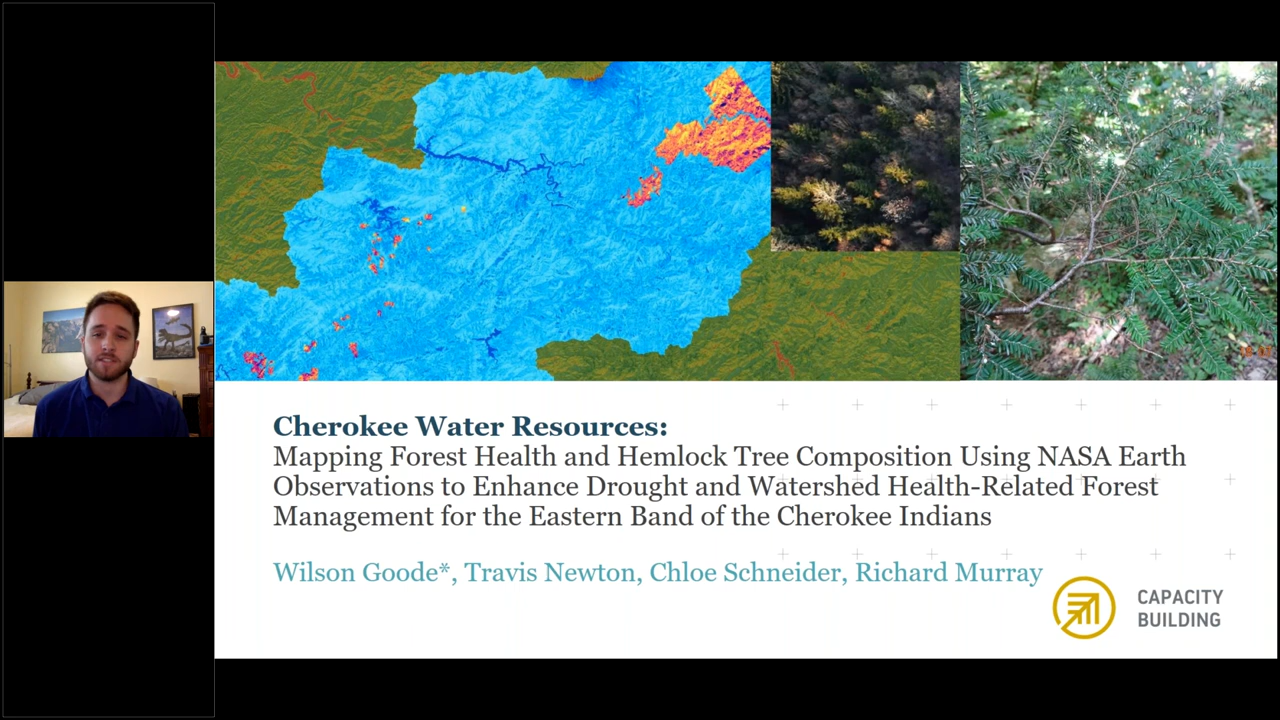 Cherokee Water Resources:
Mapping Forest Health and Hemlock Tree Composition Using NASA Earth
Observations to Enhance Drought and Watershed Health-Related Forest
Management for the Eastern Band of the Cherokee Indians
Wilson Goode*, Travis Newton, Chloe Schneider, Richard Murray
CAPACITY
BUILDING